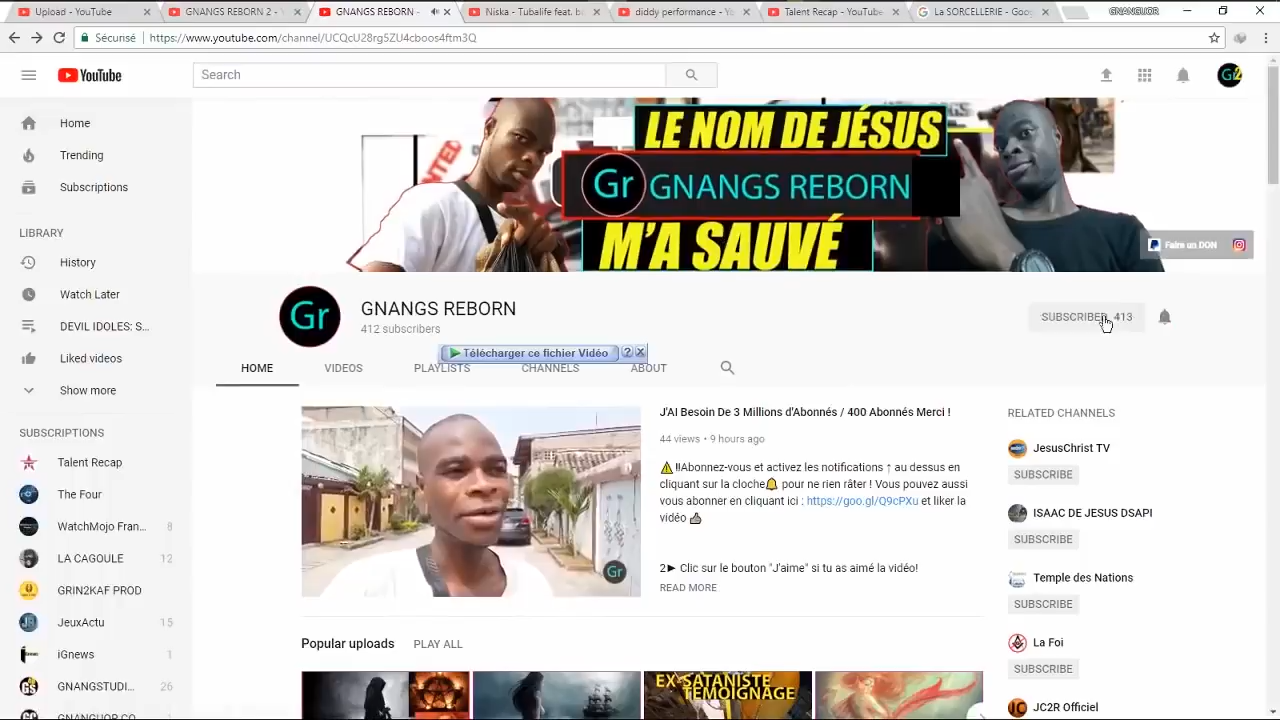 Upload - YouTube
GNANGS REBORN 2 - Y
GNANGS REBORN -
Niska - Tubalife feat. b
diddy performance - Yo
Talent Recap - YouTube
La SORCELLERIE - Goog
GNANGUOR
Sécurisé
https://www.youtube.com/channel/UCQcU28rg5ZU4cboos4ftm3Q
YouTube
Search
Gr2
Home
Trending
Subscriptions
LIBRARY
History
Watch Later
DEVIL IDOLES: S...
Liked videos
Show more
SUBSCRIPTIONS
Talent Recap
The Four
WatchMojo Fran... 8
LA CAGOULE 12
GRIN2KAF PROD
JeuxActu 15
iGnews 1
GNANGSTUDI... 26
GNANGUOR CO
LE NOM DE JÉSUS
Gr GNANGS REBORN
M'A SAUVÉ
Faire un DON
Gr
GNANGS REBORN
412 subscribers
SUBSCRIBED 413
Télécharger ce fichier Vidéo ?
HOME VIDEOS PLAYLISTS CHANNELS ABOUT
Gr
J'AI Besoin De 3 Millions d'Abonnés / 400 Abonnés Merci !
44 views • 9 hours ago
⚠‼Abonnez-vous et activez les notifications ↑ au dessus en
cliquant sur la cloche🔔 pour ne rien râter ! Vous pouvez aussi
vous abonner en cliquant ici : https://goo.gl/Q9cPXu et liker la
vidéo 👍
2► Clic sur le bouton "J'aime" si tu as aimé la vidéo!
READ MORE
RELATED CHANNELS
JesusChrist TV
SUBSCRIBE
ISAAC DE JESUS DSAPI
SUBSCRIBE
Temple des Nations
SUBSCRIBE
La Foi
SUBSCRIBE
JC2R Officiel
Popular uploads PLAY ALL
EX-SATANISTE
TÉMOIGNAGE